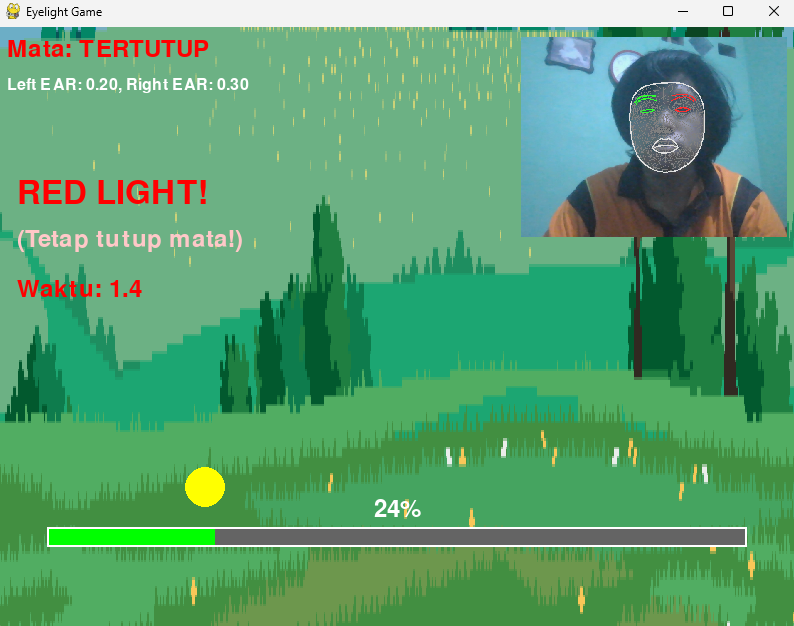 Eyelight Game
Mata: TERTUTUP
Left EAR: 0.20, Right EAR: 0.30
RED LIGHT!
(Tetap tutup mata!)
Waktu: 1.4
24%